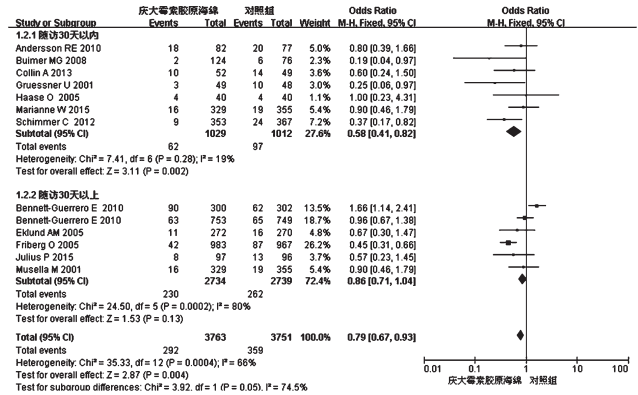 庆大霉素胶原海绵 对照组 Odds Ratio Odds Ratio
Study or Subgroup Events Total Events Total Weight M-H, Fixed, 95% CI M-H, Fixed, 95% CI
1.2.1 随访30天以内
Andersson RE 2010 18 82 20 77 5.0% 0.80 [0.39, 1.66]
Buimer MG 2008 2 124 6 76 2.4% 0.19 [0.04, 0.97]
Collin A 2013 10 52 14 49 3.8% 0.60 [0.24, 1.50]
Gruessner U 2001 3 49 10 48 3.0% 0.25 [0.06, 0.97]
Haase O 2005 4 40 4 40 1.2% 1.00 [0.23, 4.31]
Marianne W 2015 16 329 19 355 5.5% 0.90 [0.46, 1.79]
Schimmer C 2012 9 353 24 367 7.2% 0.37 [0.17, 0.82]
Subtotal (95% CI) 1029 1012 27.6% 0.58 [0.41, 0.82]
Total events 62 97
Heterogeneity: Chi² = 7.41, df = 6 (P = 0.28); I² = 19%
Test for overall effect: Z = 3.11 (P = 0.002)
1.2.2 随访30天以上
Bennett-Guerrero E 2010 90 300 62 302 13.5% 1.66 [1.14, 2.41]
Bennett-Guerrero E 2010 63 753 65 749 18.7% 0.96 [0.67, 1.38]
Eklund AM 2005 11 272 16 270 4.8% 0.67 [0.30, 1.47]
Friberg O 2005 42 983 87 967 26.2% 0.45 [0.31, 0.66]
Julius P 2015 8 97 13 96 3.7% 0.57 [0.23, 1.45]
Musella M 2001 16 329 19 355 5.5% 0.90 [0.46, 1.79]
Subtotal (95% CI) 2734 2739 72.4% 0.86 [0.71, 1.04]
Total events 230 262
Heterogeneity: Chi² = 24.50, df = 5 (P = 0.0002); I² = 80%
Test for overall effect: Z = 1.53 (P = 0.13)
Total (95% CI) 3763 3751 100.0% 0.79 [0.67, 0.93]
Total events 292 359
Heterogeneity: Chi² = 35.33, df = 12 (P = 0.0004); I² = 66%
Test for overall effect: Z = 2.87 (P = 0.004)
Test for subgroup differences: Chi² = 3.92, df = 1 (P = 0.05), I² = 74.5%
0.01 0.1 1 10 100
庆大霉素胶原海绵 对照组